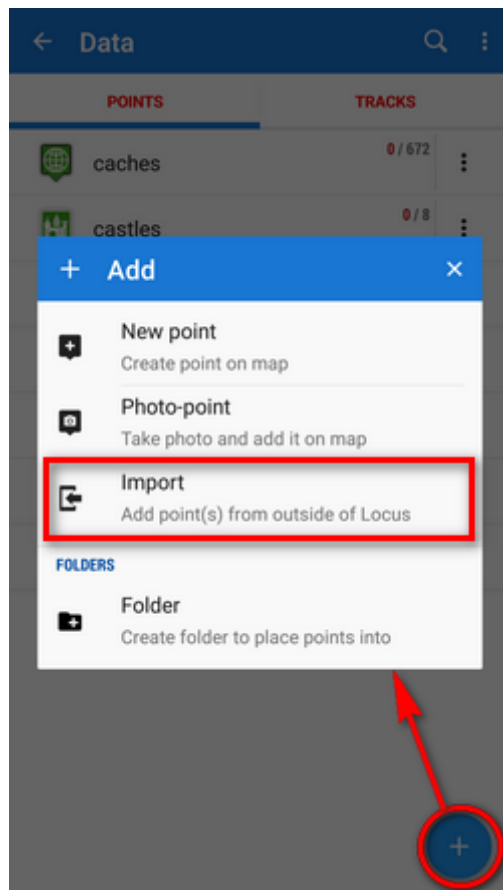 Data
POINTS
TRACKS
caches
0 / 672
castles
0 / 8
Add
New point
Create point on map
Photo-point
Take photo and add it on map
Import
Add point(s) from outside of Locus
FOLDERS
Folder
Create folder to place points into